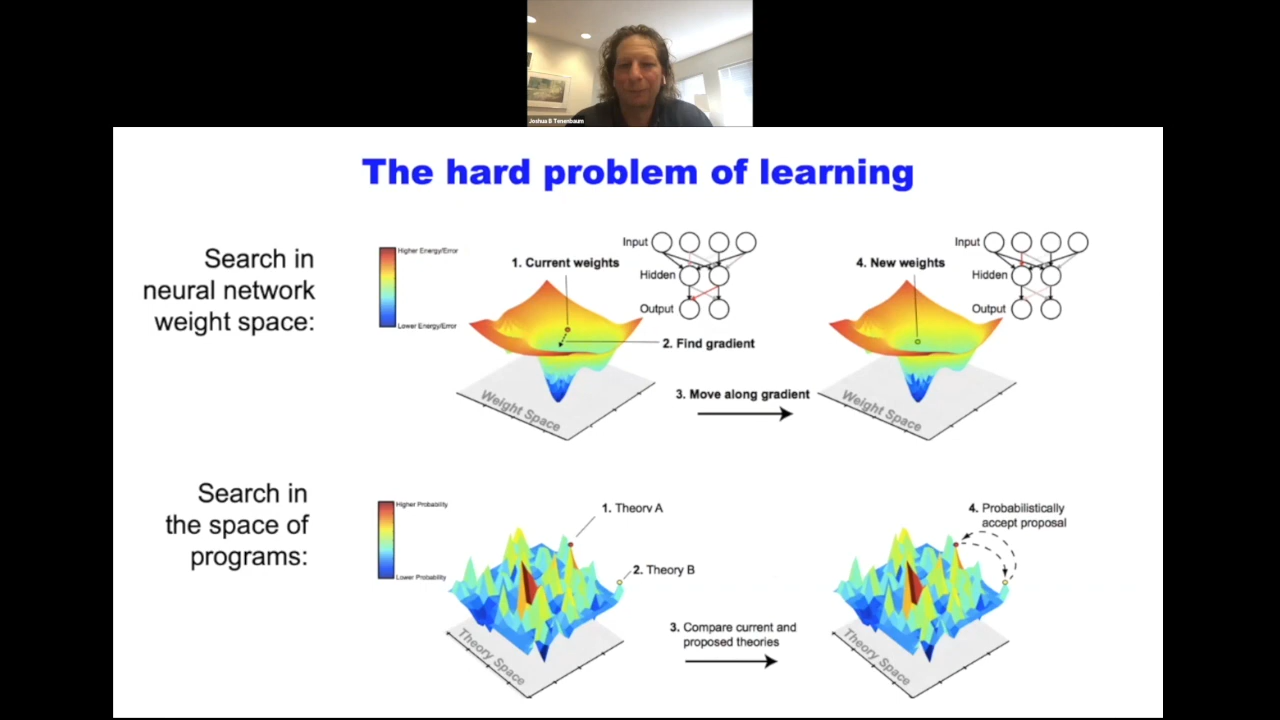 Joshua B Tenenbaum
The hard problem of learning
Search in
neural network
weight space:
Higher Energy/Error
Lower Energy/Error
1. Current weights
Input
Hidden
Output
2. Find gradient
3. Move along gradient
Weight Space
4. New weights
Input
Hidden
Output
Weight Space
Search in
the space of
programs:
Higher Probability
Lower Probability
1. Theory A
2. Theory B
3. Compare current and
proposed theories
Theory Space
4. Probabilistically
accept proposal
Theory Space